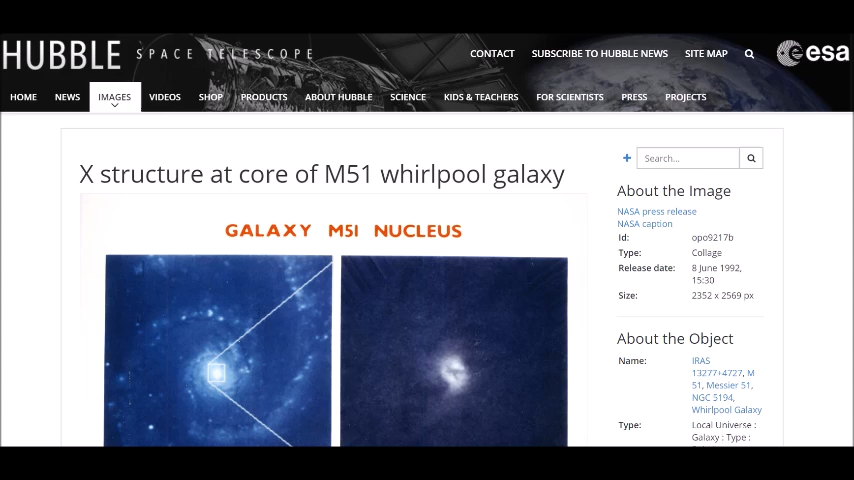 HUBBLE SPACE TELESCOPE
CONTACT SUBSCRIBE TO HUBBLE NEWS SITE MAP
esa
HOME NEWS IMAGES VIDEOS SHOP PRODUCTS ABOUT HUBBLE SCIENCE KIDS & TEACHERS FOR SCIENTISTS PRESS PROJECTS
X structure at core of M51 whirlpool galaxy
GALAXY M51 NUCLEUS
+ Search...
About the Image
NASA press release
NASA caption
Id: opo9217b
Type: Collage
Release date: 8 June 1992,
15:30
Size: 2352 x 2569 px
About the Object
Name: IRAS
13277+4727, M
51, Messier 51,
NGC 5194,
Whirlpool Galaxy
Type: Local Universe :
Galaxy : Type :